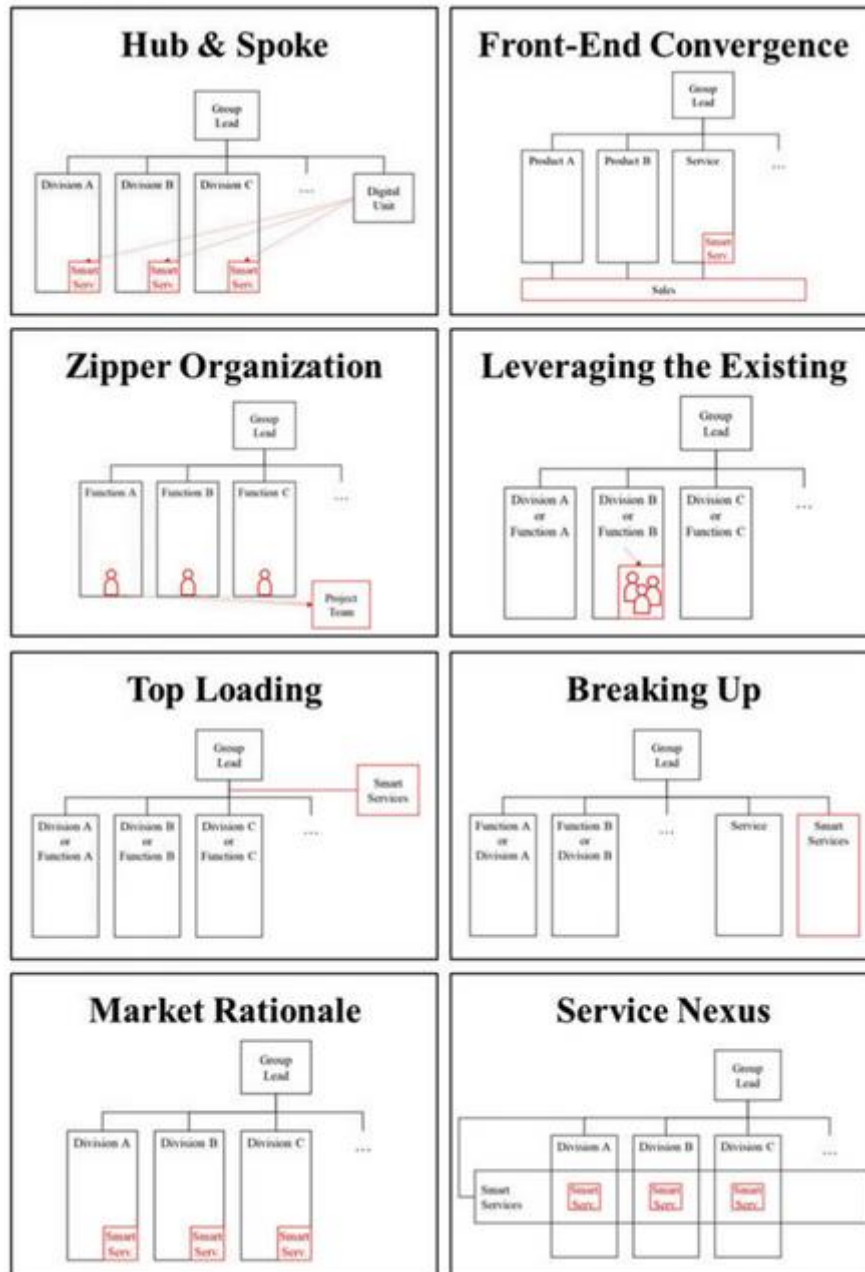 Hub & Spoke
Group
Lead
Division A
Division B
Division C
...
Digital
Unit
Smart
Serv.
Smart
Serv.
Smart
Serv.
Front-End Convergence
Group
Lead
Product A
Product B
Service
...
Smart
Serv.
Sales
Zipper Organization
Group
Lead
Function A
Function B
Function C
...
Project
Team
Leveraging the Existing
Group
Lead
Division A
or
Function A
Division B
or
Function B
Division C
or
Function C
...
Top Loading
Group
Lead
Smart
Services
Division A
or
Function A
Division B
or
Function B
Division C
or
Function C
...
Breaking Up
Group
Lead
Function A
or
Division A
Function B
or
Division B
...
Service
Smart
Services
Market Rationale
Group
Lead
Division A
Division B
Division C
...
Smart
Serv.
Smart
Serv.
Smart
Serv.
Service Nexus
Group
Lead
Division A
Division B
Division C
...
Smart
Services
Smart
Serv.
Smart
Serv.
Smart
Serv.